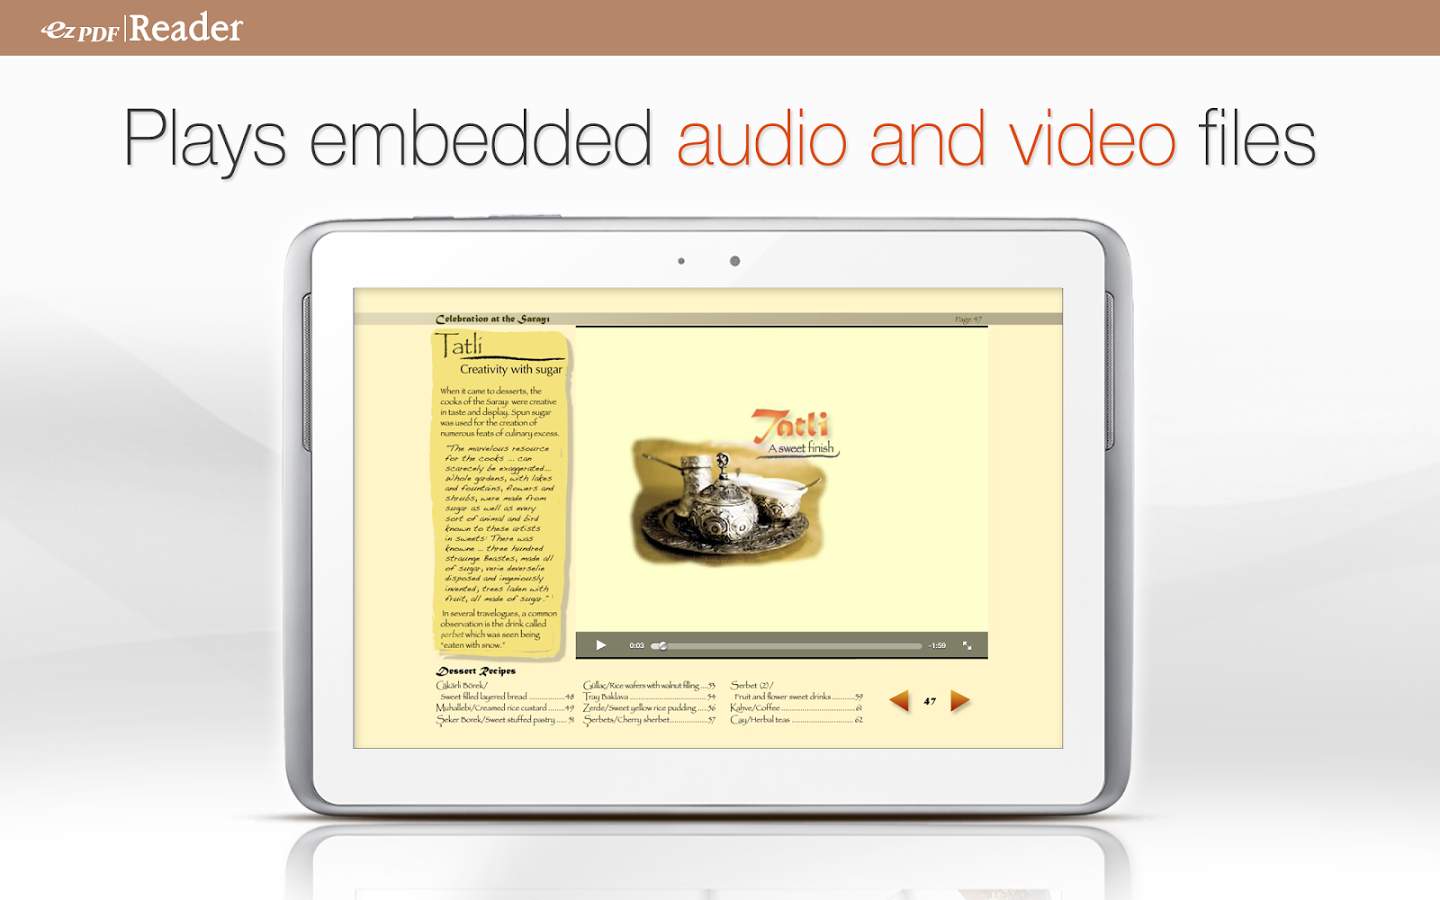 ez PDF Reader
Plays embedded audio and video files
Celebration at the Sarayı
Page 47
Tatli
Creativity with sugar
When it came to desserts, the
cooks of the Sarayı were creative
in taste and display. Spun sugar
was used for the creation of
numerous feats of culinary excess.
"The marvelous resource
for the cooks ... can
scarecely be exaggerated...
whole gardens, with lakes
and fountains, flowers and
shrubs, were made from
sugar as well as every
sort of animal and bird
known to these artists
in sweets: There was
knowne ... three hundred
straunge Beastes, made all
of sugar, verie deverselie
disposed and ingeniously
invented; trees laden with
fruit, all made of sugar."
In several travelogues, a common
observation is the drink called
şerbet which was seen being
"eaten with snow."
Tatli
A sweet finish
0:03
-1:59
Dessert Recipes
Çäkärli Börek/
Sweet filled layered bread ................48
Muhallebi/Creamed rice custard .......49
Şeker Borek/Sweet stuffed pastry .... 51
Güllaç/Rice wafers with walnut filling ....53
Tray Baklava ................................ 54
Zerde/Sweet yellow rice pudding .....56
Şerbets/Cherry sherbet.................57
Şerbet (2)/
Fruit and flower sweet drinks ..........59
Kahve/Coffee ..............................61
Çay/Herbal teas ........................ 62
47